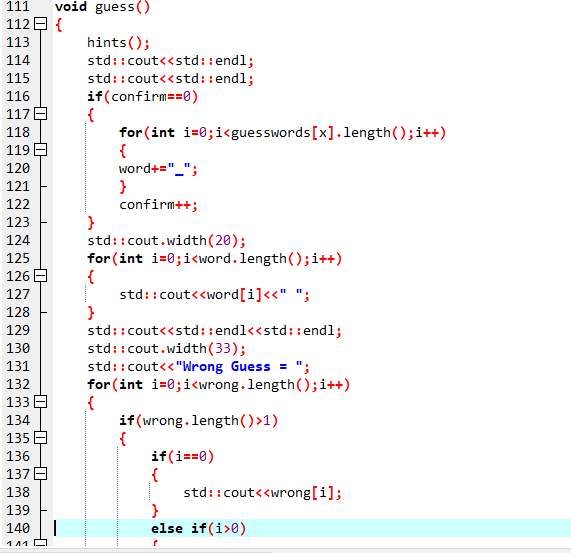 111 void guess()
112 {
113     hints();
114     std::cout<<std::endl;
115     std::cout<<std::endl;
116     if(confirm==0)
117     {
118         for(int i=0;i<guesswords[x].length();i++)
119         {
120         word+="_";
121         }
122         confirm++;
123     }
124     std::cout.width(20);
125     for(int i=0;i<word.length();i++)
126     {
127         std::cout<<word[i]<<" ";
128     }
129     std::cout<<std::endl<<std::endl;
130     std::cout.width(33);
131     std::cout<<"Wrong Guess = ";
132     for(int i=0;i<wrong.length();i++)
133     {
134         if(wrong.length()>1)
135         {
136             if(i==0)
137             {
138                 std::cout<<wrong[i];
139             }
140             else if(i>0)
141             {